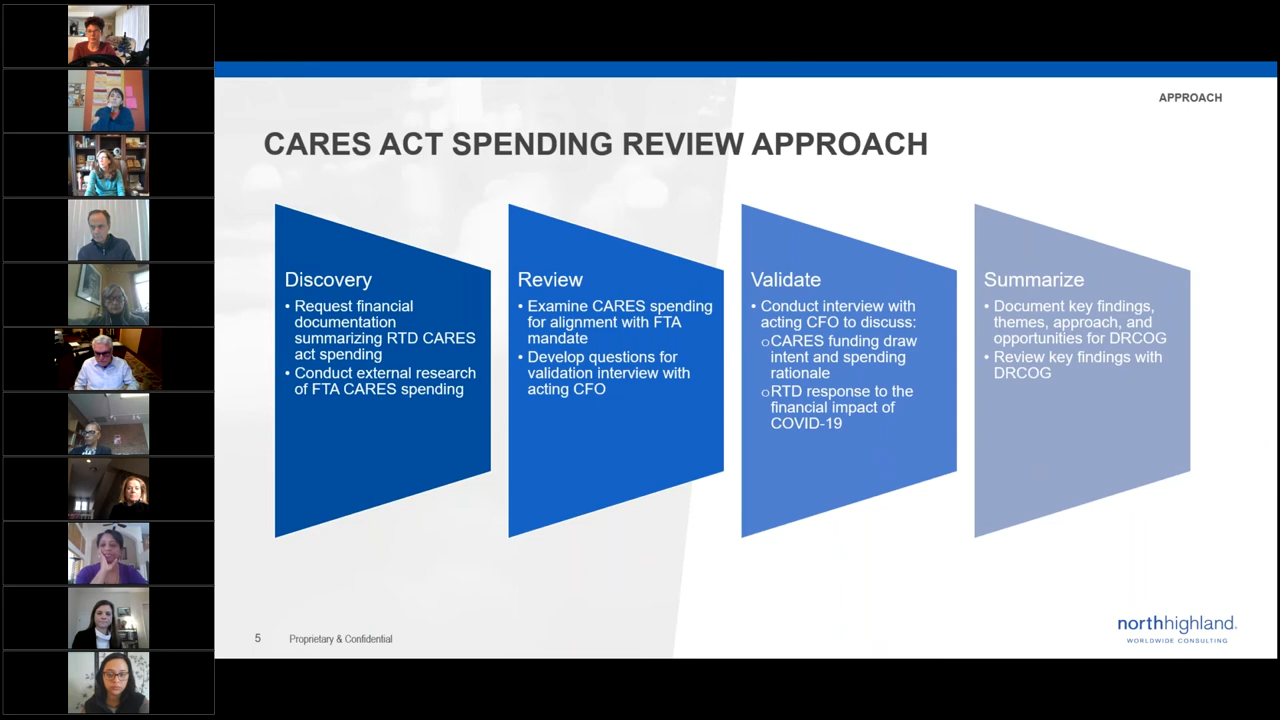 APPROACH
CARES ACT SPENDING REVIEW APPROACH
Discovery
• Request financial
documentation
summarizing RTD CARES
act spending
• Conduct external research
of FTA CARES spending
Review
• Examine CARES spending
for alignment with FTA
mandate
• Develop questions for
validation interview with
acting CFO
Validate
• Conduct interview with
acting CFO to discuss:
oCARES funding draw
intent and spending
rationale
oRTD response to the
financial impact of
COVID-19
Summarize
• Document key findings,
themes, approach, and
opportunities for DRCOG
• Review key findings with
DRCOG
5
Proprietary & Confidential
northhighland.
WORLDWIDE CONSULTING